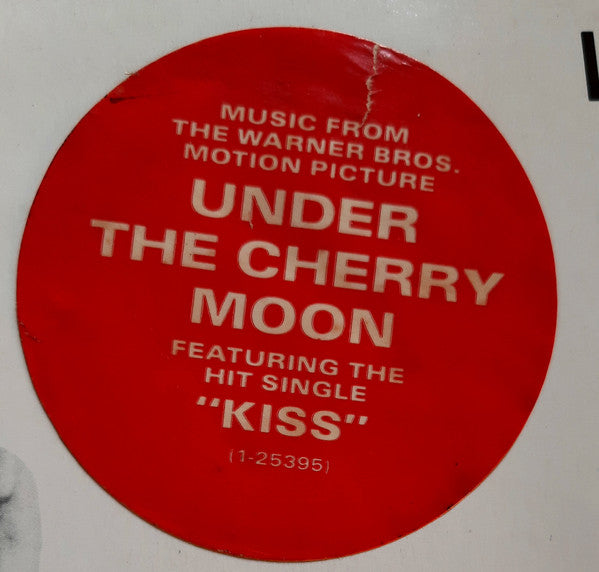 MUSIC FROM
THE WARNER BROS.
MOTION PICTURE
UNDER
THE CHERRY
MOON
FEATURING THE
HIT SINGLE
"KISS"
(1-25395)